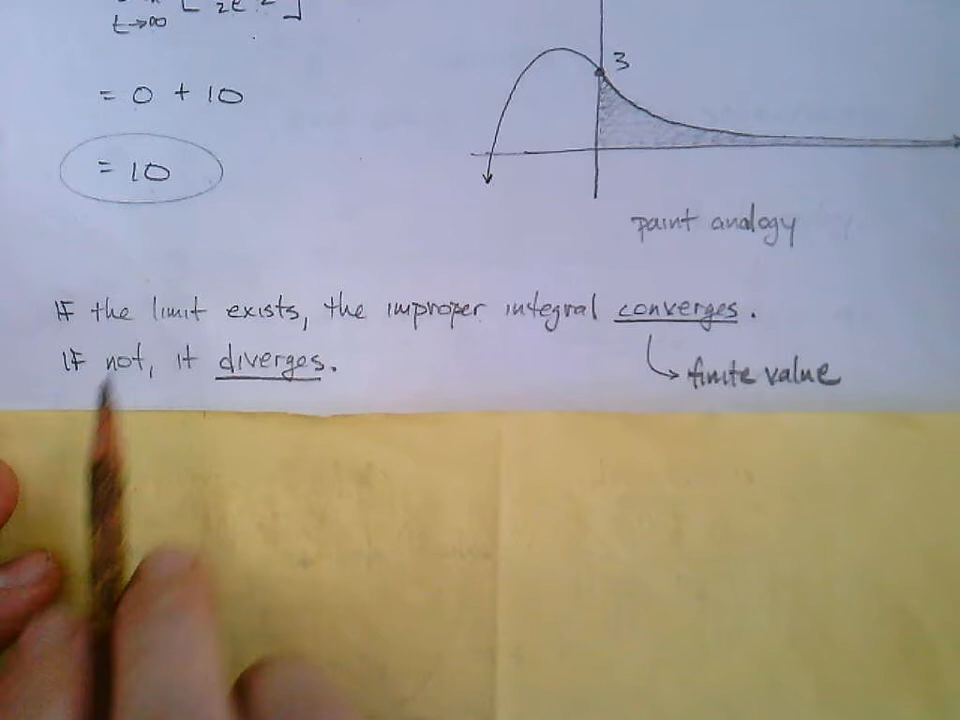 t→∞
3
= 0 + 10
= 10
paint analogy
If the limit exists, the improper integral converges.
If not, it diverges.
↳ finite value